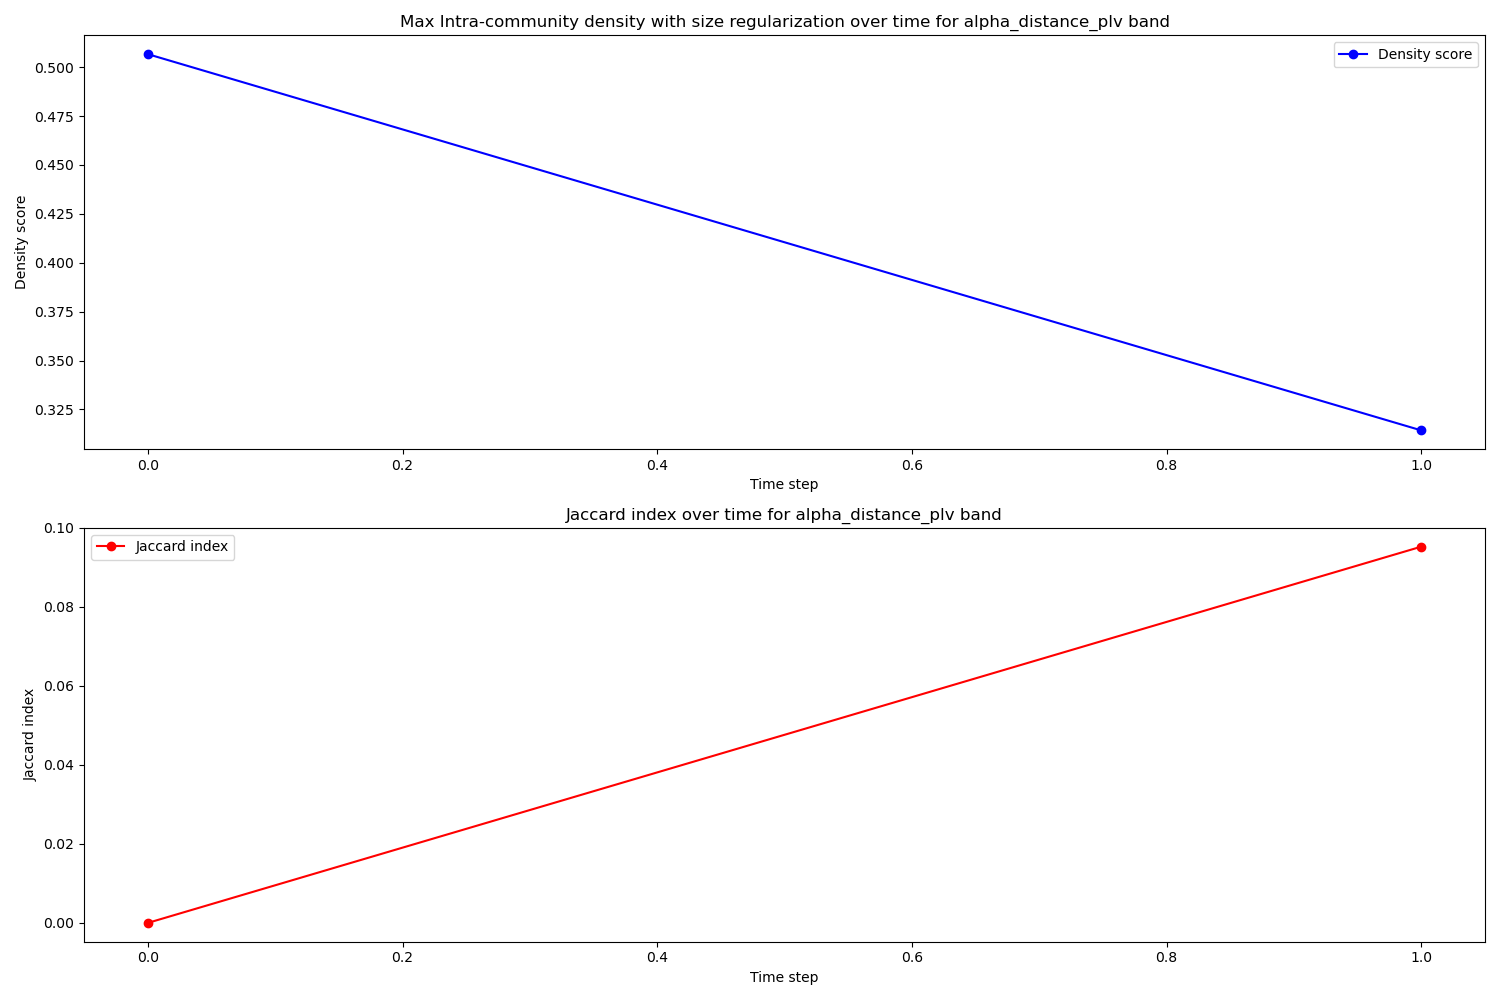 Max Intra-community density with size regularization over time for alpha_distance_plv band
Density score
0.500
0.475
0.450
0.425
0.400
0.375
0.350
0.325
Density score
0.0 0.2 0.4 0.6 0.8 1.0
Time step
Jaccard index over time for alpha_distance_plv band
Jaccard index
0.10
0.08
0.06
0.04
0.02
0.00
Jaccard index
0.0 0.2 0.4 0.6 0.8 1.0
Time step